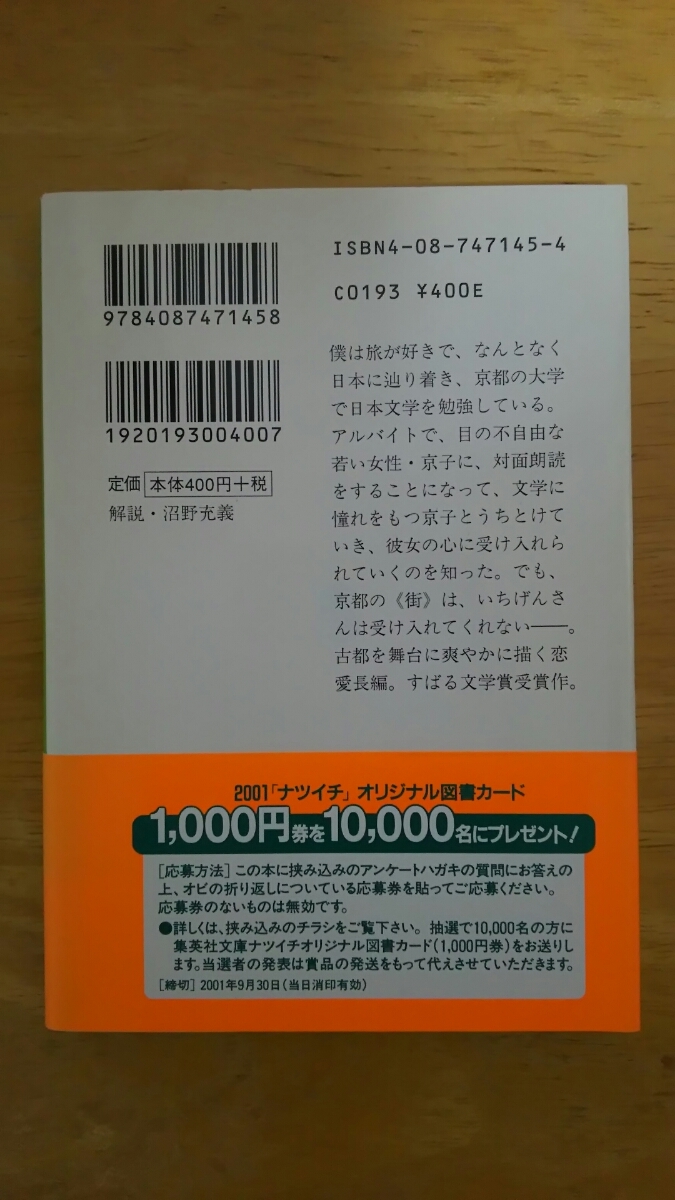 ISBN4-08-747145-4
C0193 ¥400E
9784087471458
1920193004007
定価 本体400円+税
解説・沼野充義
僕は旅が好きで、なんとなく
日本に辿り着き、京都の大学
で日本文学を勉強している。
アルバイトで、目の不自由な
若い女性・京子に、対面朗読
をすることになって、文学に
憧れをもつ京子とうちとけて
いき、彼女の心に受け入れら
れていくのを知った。でも、
京都の《街》は、いちげんさ
んは受け入れてくれない──。
古都を舞台に爽やかに描く恋
愛長編。すばる文学賞受賞作。
2001「ナツイチ」オリジナル図書カード
1,000円券を10,000名にプレゼント!
[応募方法]この本に挟み込みのアンケートハガキの質問にお答えの
上、オビの折り返しについている応募券を貼ってご応募ください。
応募券のないものは無効です。
●詳しくは、挟み込みのチラシをご覧下さい。抽選で10,000名の方に
集英社文庫ナツイチオリジナル図書カード(1,000円券)をお送りし
ます。当選者の発表は賞品の発送をもって代えさせていただきます。
[締切]2001年9月30日(当日消印有効)